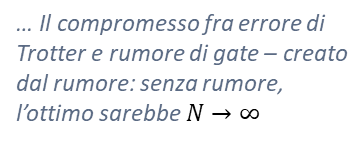 … Il compromesso fra errore di
Trotter e rumore di gate – creato
dal rumore: senza rumore,
l’ottimo sarebbe N → ∞